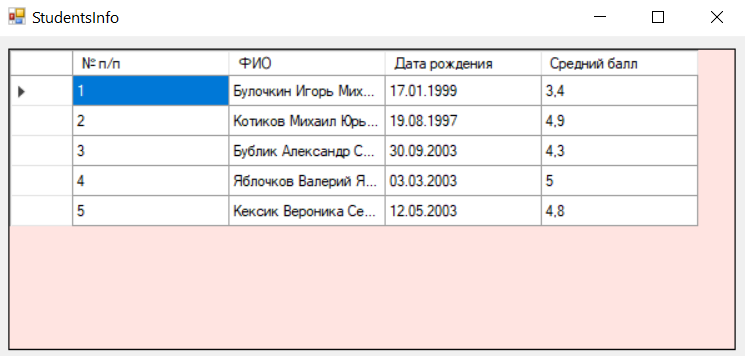 StudentsInfo
№ п/п ФИО Дата рождения Средний балл
1 Булочкин Игорь Мих... 17.01.1999 3,4
2 Котиков Михаил Юрь... 19.08.1997 4,9
3 Бублик Александр С... 30.09.2003 4,3
4 Яблочков Валерий Я... 03.03.2003 5
5 Кексик Вероника Се... 12.05.2003 4,8